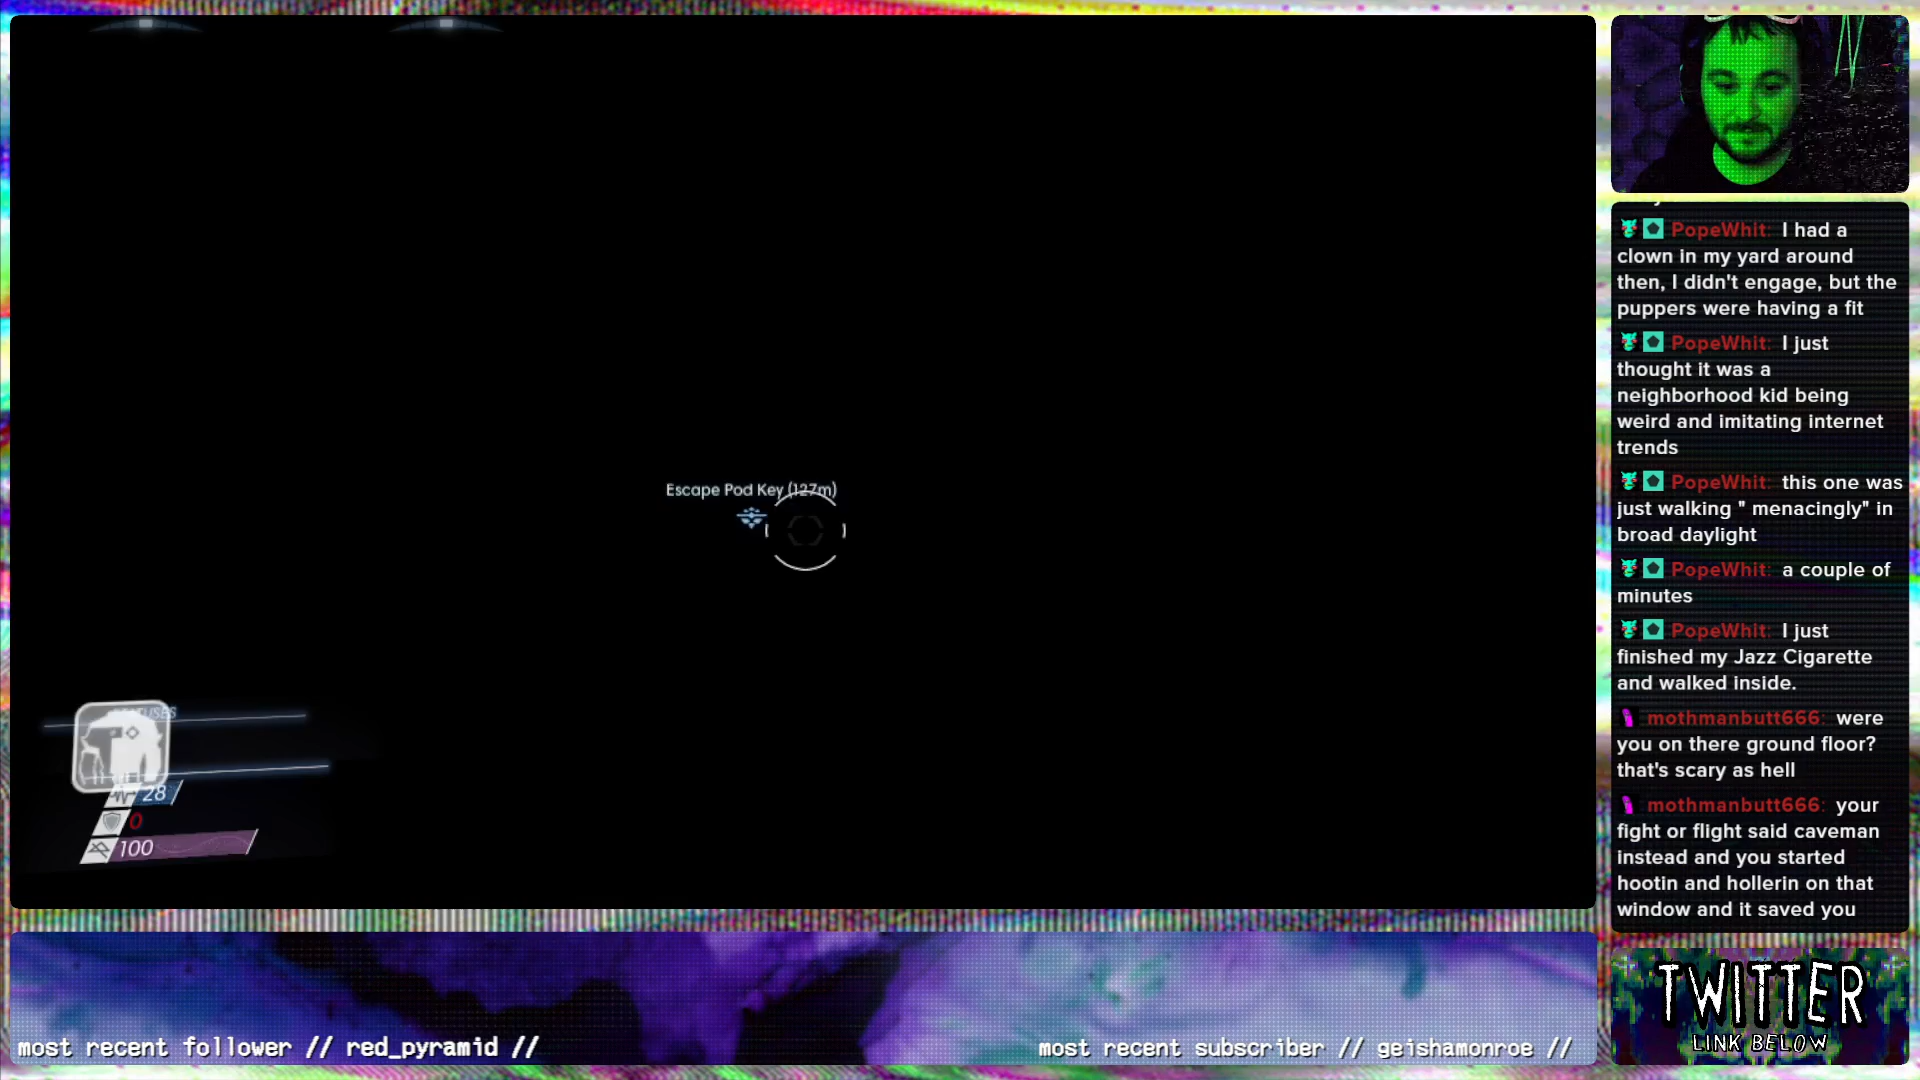 Escape Pod Key (127m)
28
0
100
PopeWhit: I had a
clown in my yard around
then, I didn't engage, but the
puppers were having a fit
PopeWhit: I just
thought it was a
neighborhood kid being
weird and imitating internet
trends
PopeWhit: this one was
just walking " menacingly" in
broad daylight
PopeWhit: a couple of
minutes
PopeWhit: I just
finished my Jazz Cigarette
and walked inside.
mothmanbutt666: were
you on there ground floor?
that's scary as hell
mothmanbutt666: your
fight or flight said caveman
instead and you started
hootin and hollerin on that
window and it saved you
TWITTER
LINK BELOW
most recent follower // red_pyramid //
most recent subscriber // geishamonroe //